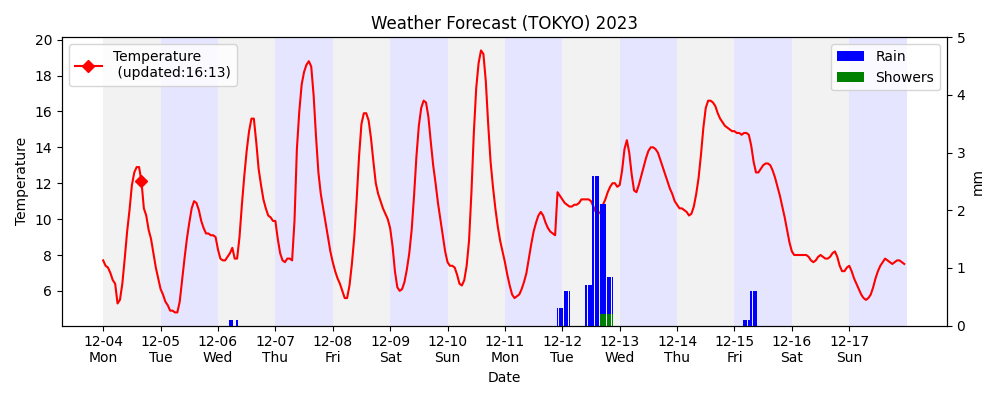 Weather Forecast (TOKYO) 2023
Temperature
(updated:16:13)
Rain
Showers
Temperature
20
18
16
14
12
10
8
6
5
4
3
2
1
0
mm
12-04 12-05 12-06 12-07 12-08 12-09 12-10 12-11 12-12 12-13 12-14 12-15 12-16 12-17
Mon Tue Wed Thu Fri Sat Sun Mon Tue Wed Thu Fri Sat Sun
Date